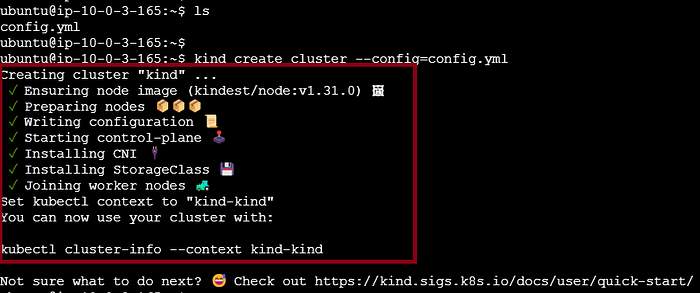 ubuntu@ip-10-0-3-165:~$ ls
config.yml
ubuntu@ip-10-0-3-165:~$
ubuntu@ip-10-0-3-165:~$ kind create cluster --config=config.yml
Creating cluster "kind" ...
✓ Ensuring node image (kindest/node:v1.31.0) 🖼
✓ Preparing nodes 📦 📦 📦
✓ Writing configuration 📜
✓ Starting control-plane 🕹️
✓ Installing CNI 🔌
✓ Installing StorageClass 💾
✓ Joining worker nodes 🚜
Set kubectl context to "kind-kind"
You can now use your cluster with:
kubectl cluster-info --context kind-kind
Not sure what to do next? 😅 Check out https://kind.sigs.k8s.io/docs/user/quick-start/